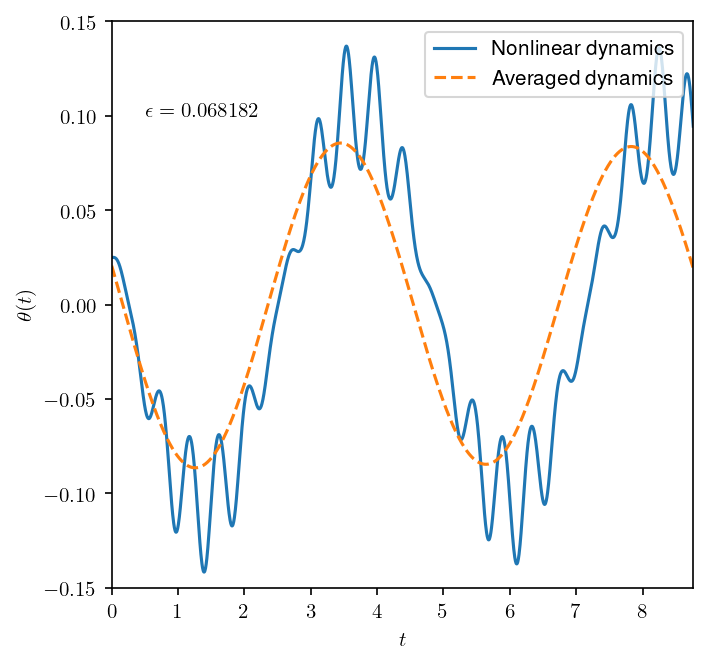 0.15
0.10
0.05
0.00
−0.05
−0.10
−0.15
θ(t)
ϵ = 0.068182
Nonlinear dynamics
Averaged dynamics
0 1 2 3 4 5 6 7 8
t